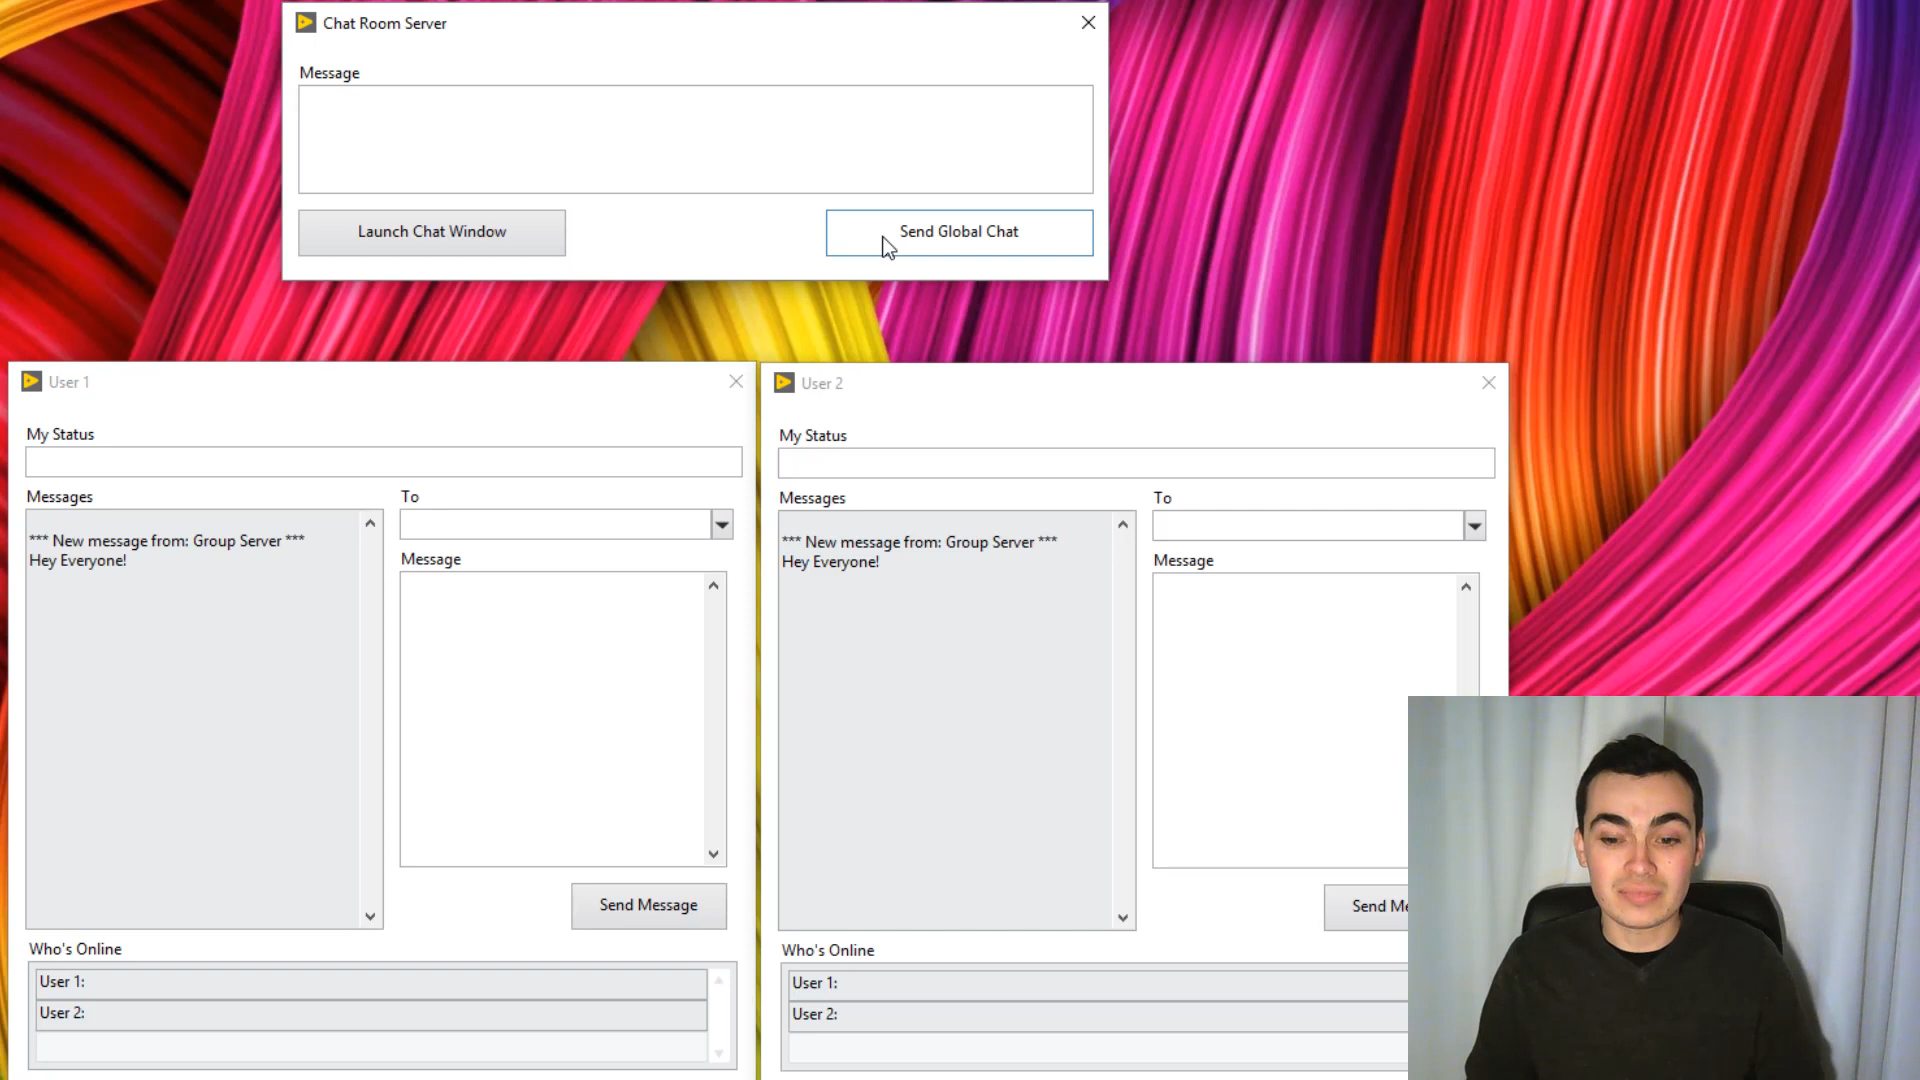 Chat Room Server
Message
Launch Chat Window
Send Global Chat
User 1
My Status
Messages
To
*** New message from: Group Server ***
Hey Everyone!
Message
Send Message
Who's Online
User 1:
User 2:
User 2
My Status
Messages
To
*** New message from: Group Server ***
Hey Everyone!
Message
Send Me
Who's Online
User 1:
User 2: